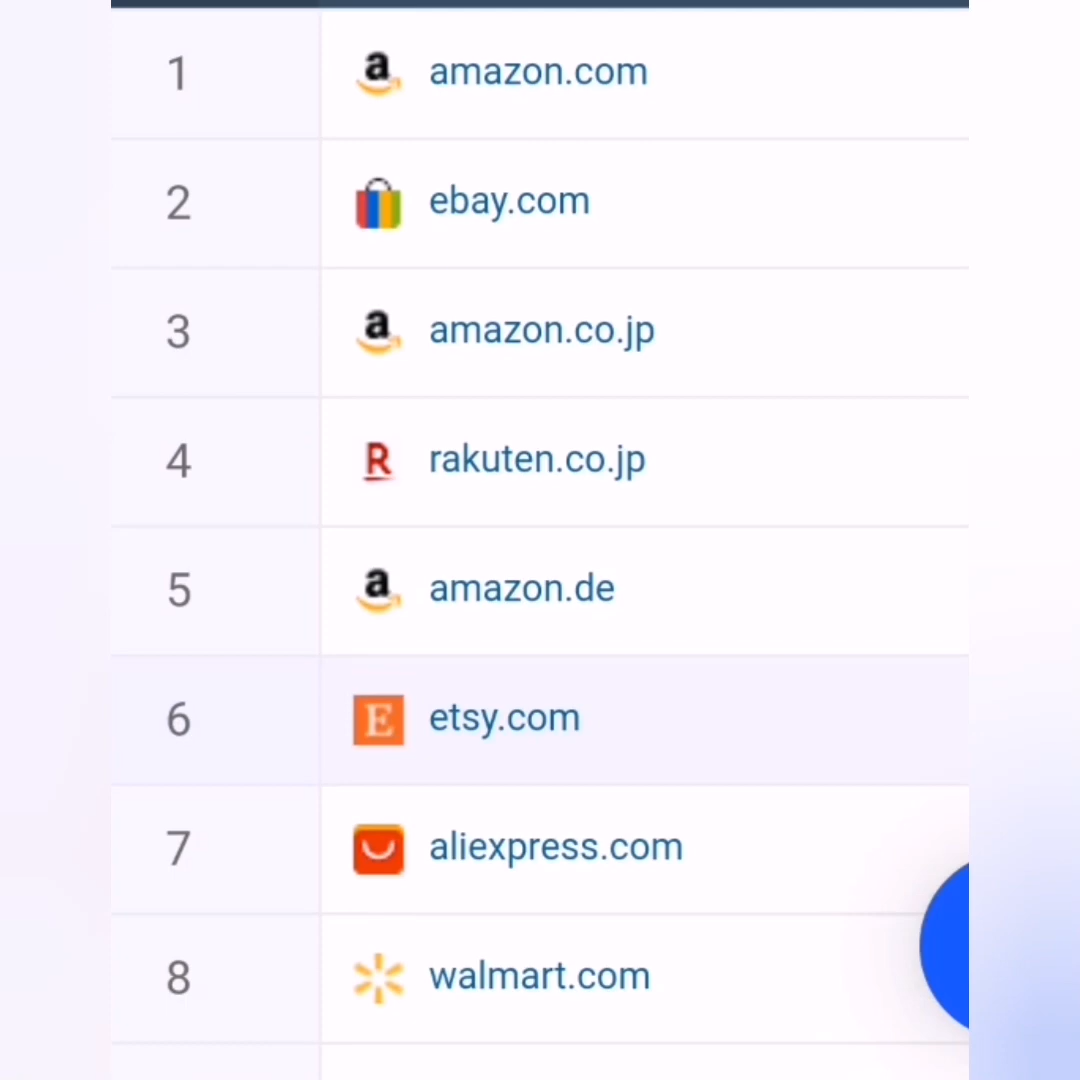 1 amazon.com
2 ebay.com
3 amazon.co.jp
4 rakuten.co.jp
5 amazon.de
6 etsy.com
7 aliexpress.com
8 walmart.com